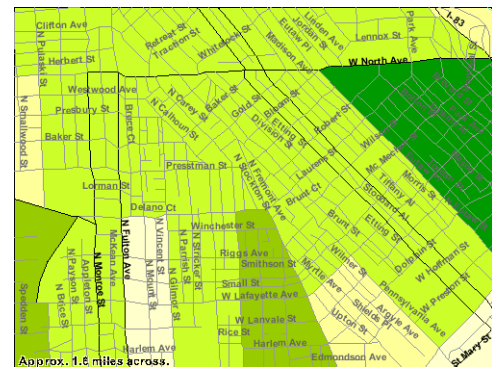 Clifton Ave
N Pulaski St
Herbert St
Retreat St
Traction St
Whitelock St
Linden Ave
Jordan St
Eutaw Pl
Madison Ave
Lennox St
Park Ave
I-83
W North Ave
Westwood Ave
N Smallwood St
Presbury St
Bruce Ct
N Carey St
N Calhoun St
Baker St
Gold St
Bloom St
Etting St
Division St
Robert St
Baker St
Presstman St
N Stockton St
N Fremont Ave
Laurens St
Mc Mechen
Tiffany Al
Morris St
Stoddard Al
Lorman St
Brunt Ct
Delano Ct
Winchester St
Brunt St
Etting St
Dolphin St
W Hoffman St
N Fulton Ave
McKean Ave
N Vincent St
N Mount St
N Parrish St
N Gilmor St
N Stricker St
Riggs Ave
Smithson St
Small St
W Lafayette Ave
W Lanvale St
Rice St
Harlem Ave
Myrtle Ave
Wilmer St
Pennsylvania Ave
W Preston St
Argyle Ave
Shields Pl
Upton St
Edmondson Ave
St Mary St
Spedden St
N Payson St
Appleton St
N Brice St
N Monroe St
Harlem Ave
Approx. 1.6 miles across.